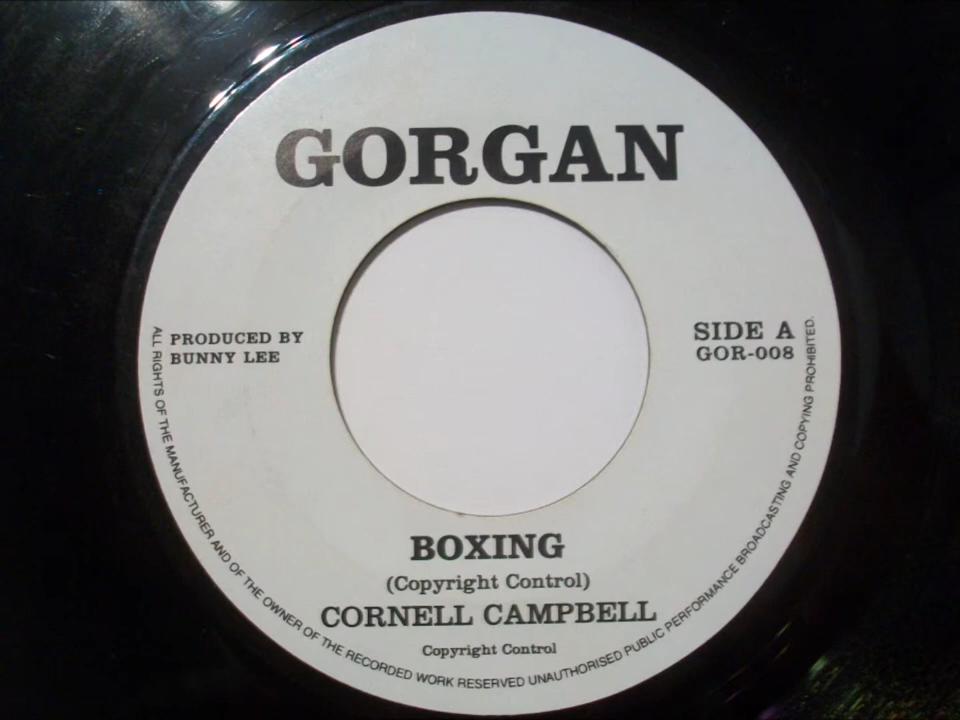 GORGAN
PRODUCED BY
BUNNY LEE
SIDE A
GOR-008
BOXING
(Copyright Control)
CORNELL CAMPBELL
Copyright Control
ALL RIGHTS OF THE MANUFACTURER AND OF THE OWNER OF THE RECORDED WORK RESERVED UNAUTHORISED PUBLIC PERFORMANCE BROADCASTING AND COPYING PROHIBITED.